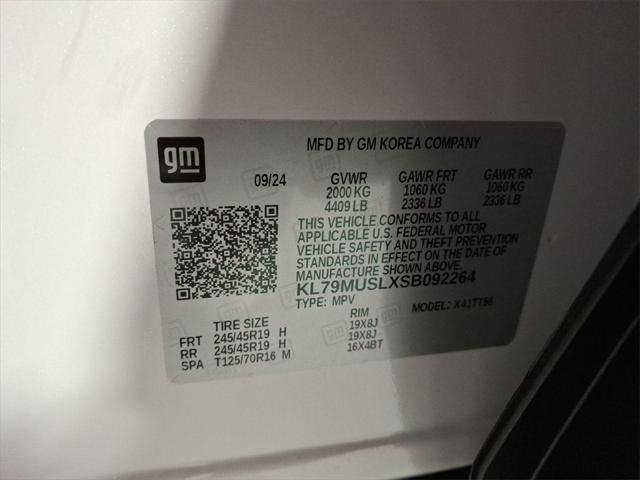 gm
MFD BY GM KOREA COMPANY
09/24 GVWR GAWR FRT GAWR RR
2000 KG 1060 KG 1060 KG
4409 LB 2336 LB 2336 LB
THIS VEHICLE CONFORMS TO ALL
APPLICABLE U.S. FEDERAL MOTOR
VEHICLE SAFETY AND THEFT PREVENTION
STANDARDS IN EFFECT ON THE DATE OF
MANUFACTURE SHOWN ABOVE.
KL79MUSLXSB092264
TYPE: MPV MODEL: X41TT56
TIRE SIZE RIM
FRT 245/45R19 H 19X8J
RR 245/45R19 H 19X8J
SPA T125/70R16 M 16X4BT